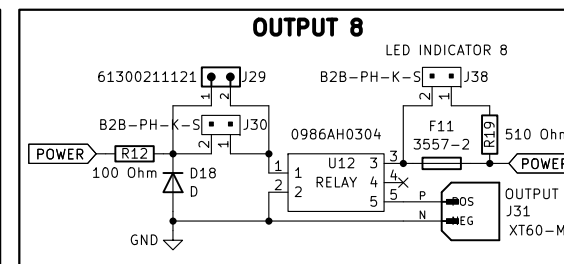 OUTPUT 8
LED INDICATOR 8
61300211121 J29
B2B-PH-K-S J38
1 2
2 1
B2B-PH-K-S J30
2 1
0986AH0304
F11
3557-2
R19
510 Ohm
POWER
R12
100 Ohm
D18
D
1 1
2 2
U12
RELAY
3 3
4 4
5 5
POWER
P
N
POS
NEG
OUTPUT
J31
XT60-M
GND